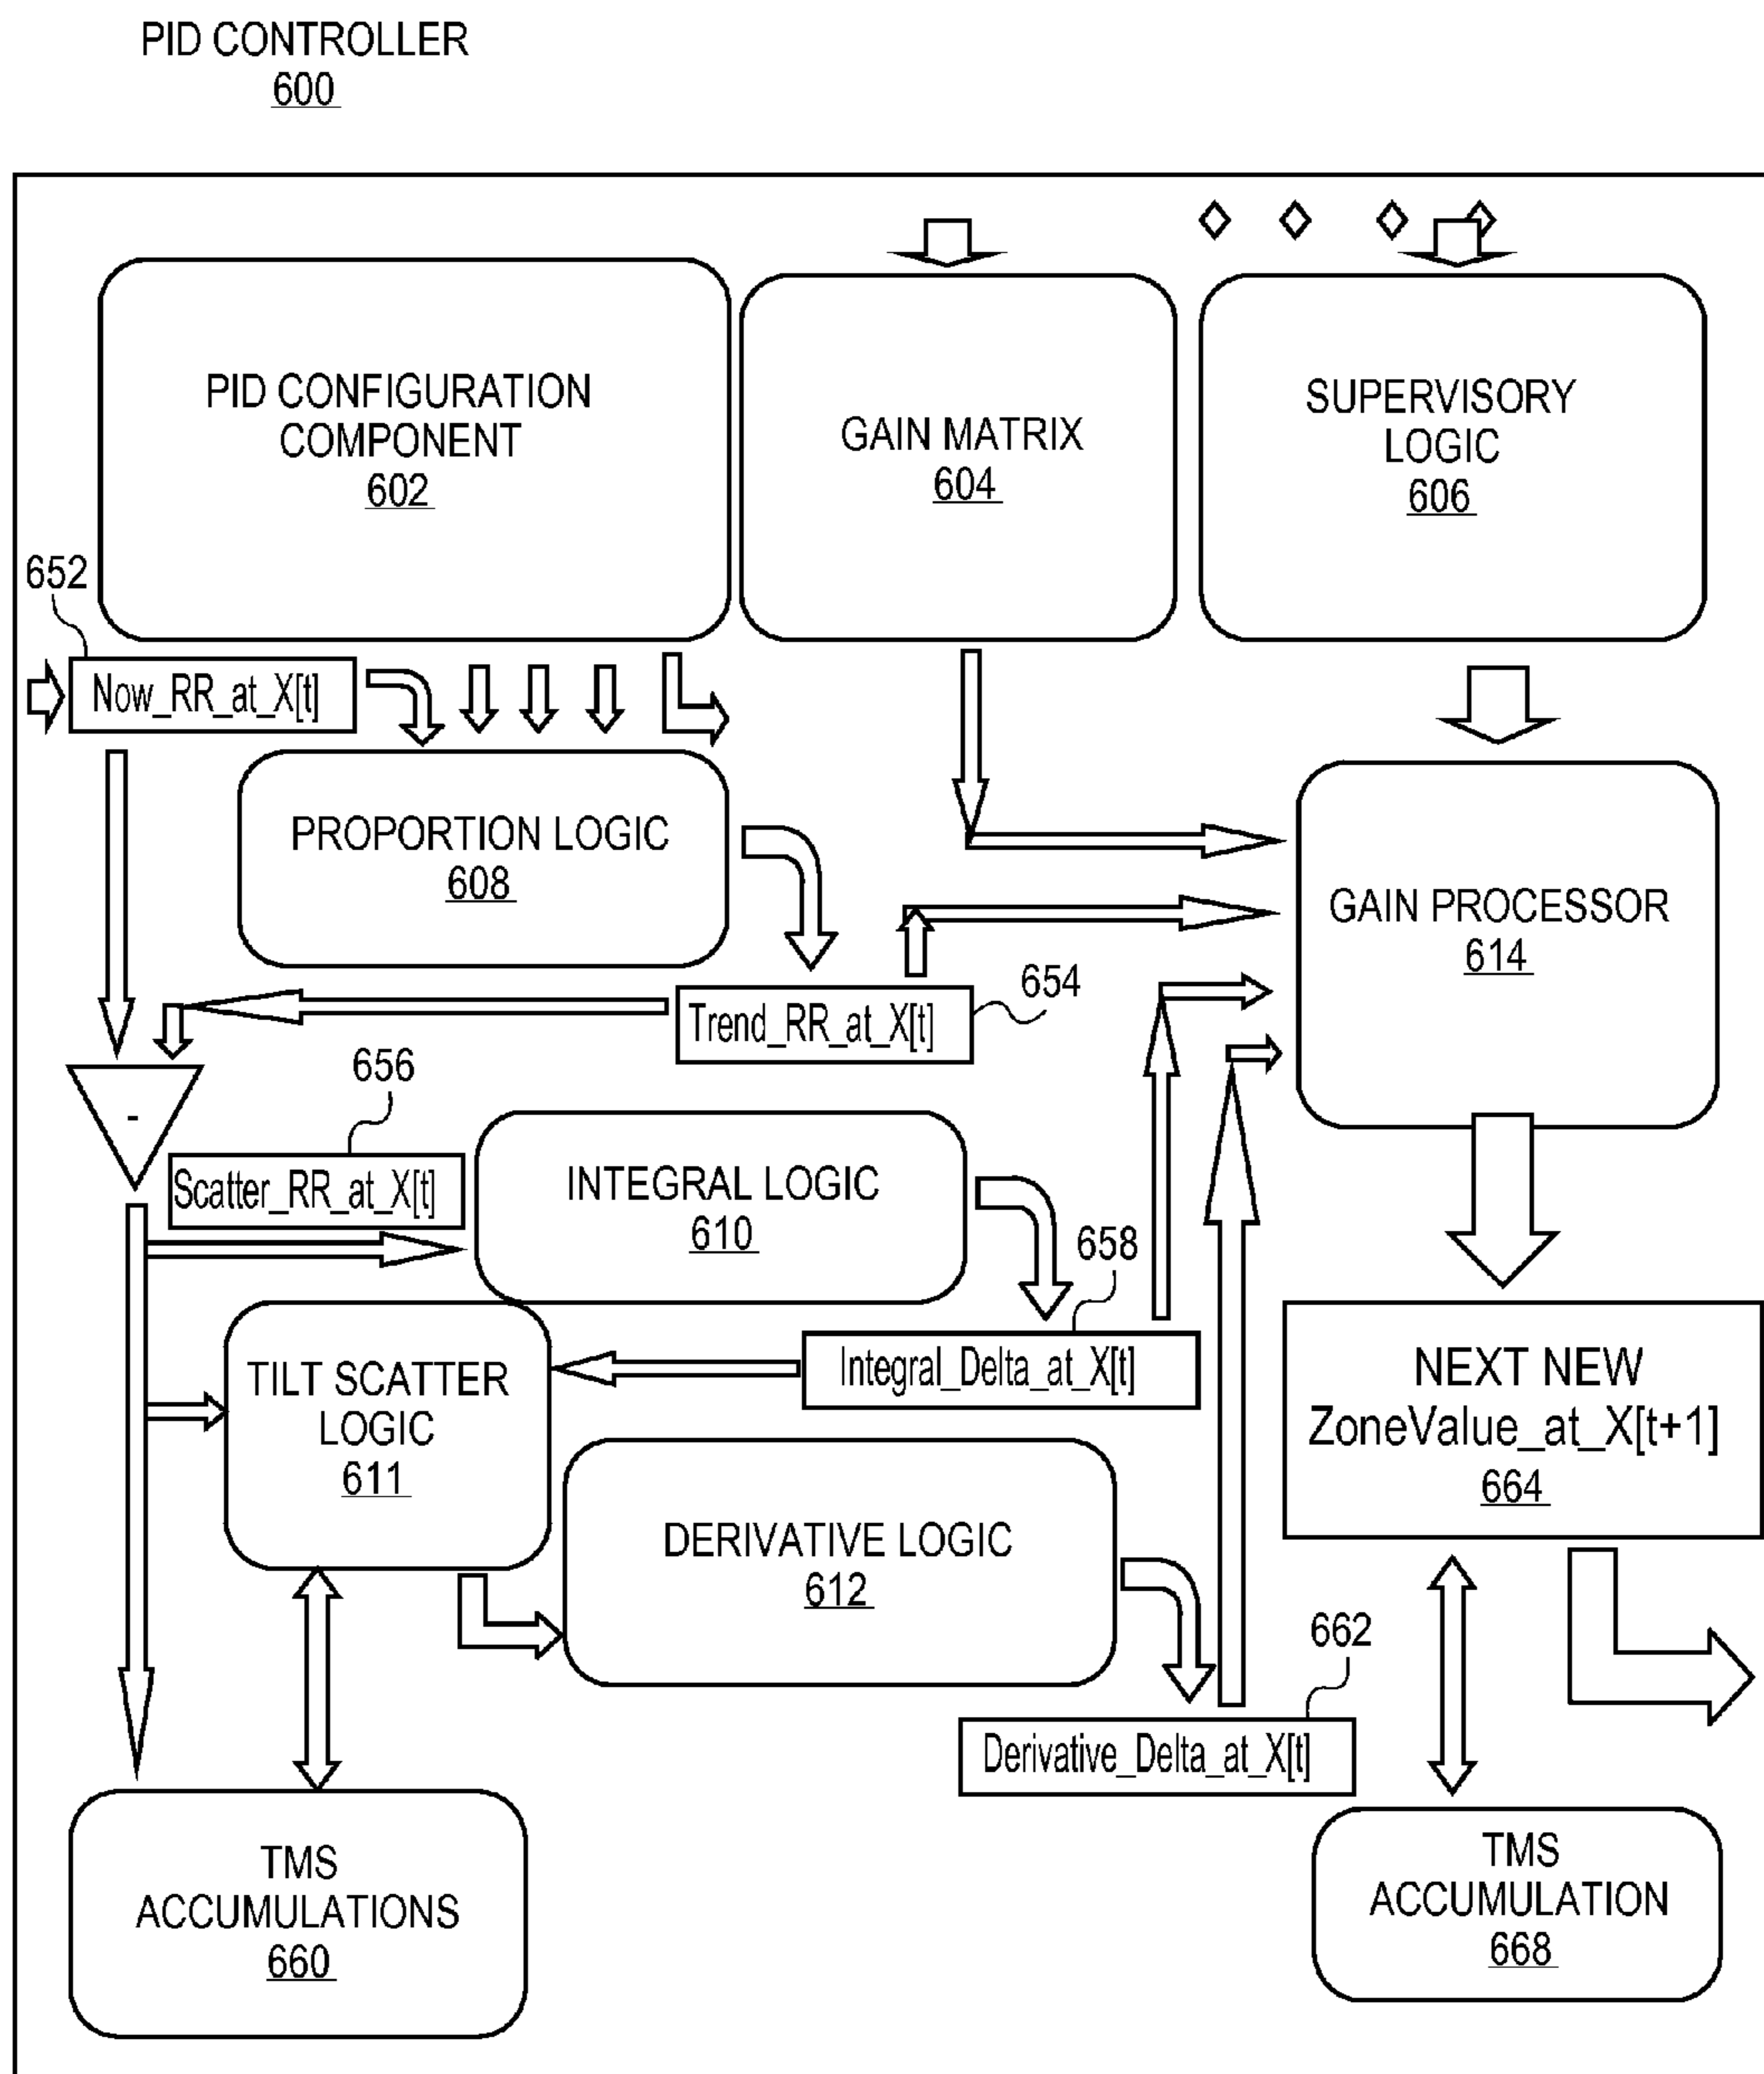 PID CONTROLLER
600
PID CONFIGURATION
COMPONENT
602
GAIN MATRIX
604
SUPERVISORY
LOGIC
606
652
Now_RR_at_X[t]
PROPORTION LOGIC
608
GAIN PROCESSOR
614
654
Trend_RR_at_X[t]
-
656
Scatter_RR_at_X[t]
INTEGRAL LOGIC
610
658
Integral_Delta_at_X[t]
TILT SCATTER
LOGIC
611
NEXT NEW
ZoneValue_at_X[t+1]
664
DERIVATIVE LOGIC
612
662
Derivative_Delta_at_X[t]
TMS
ACCUMULATIONS
660
TMS
ACCUMULATION
668